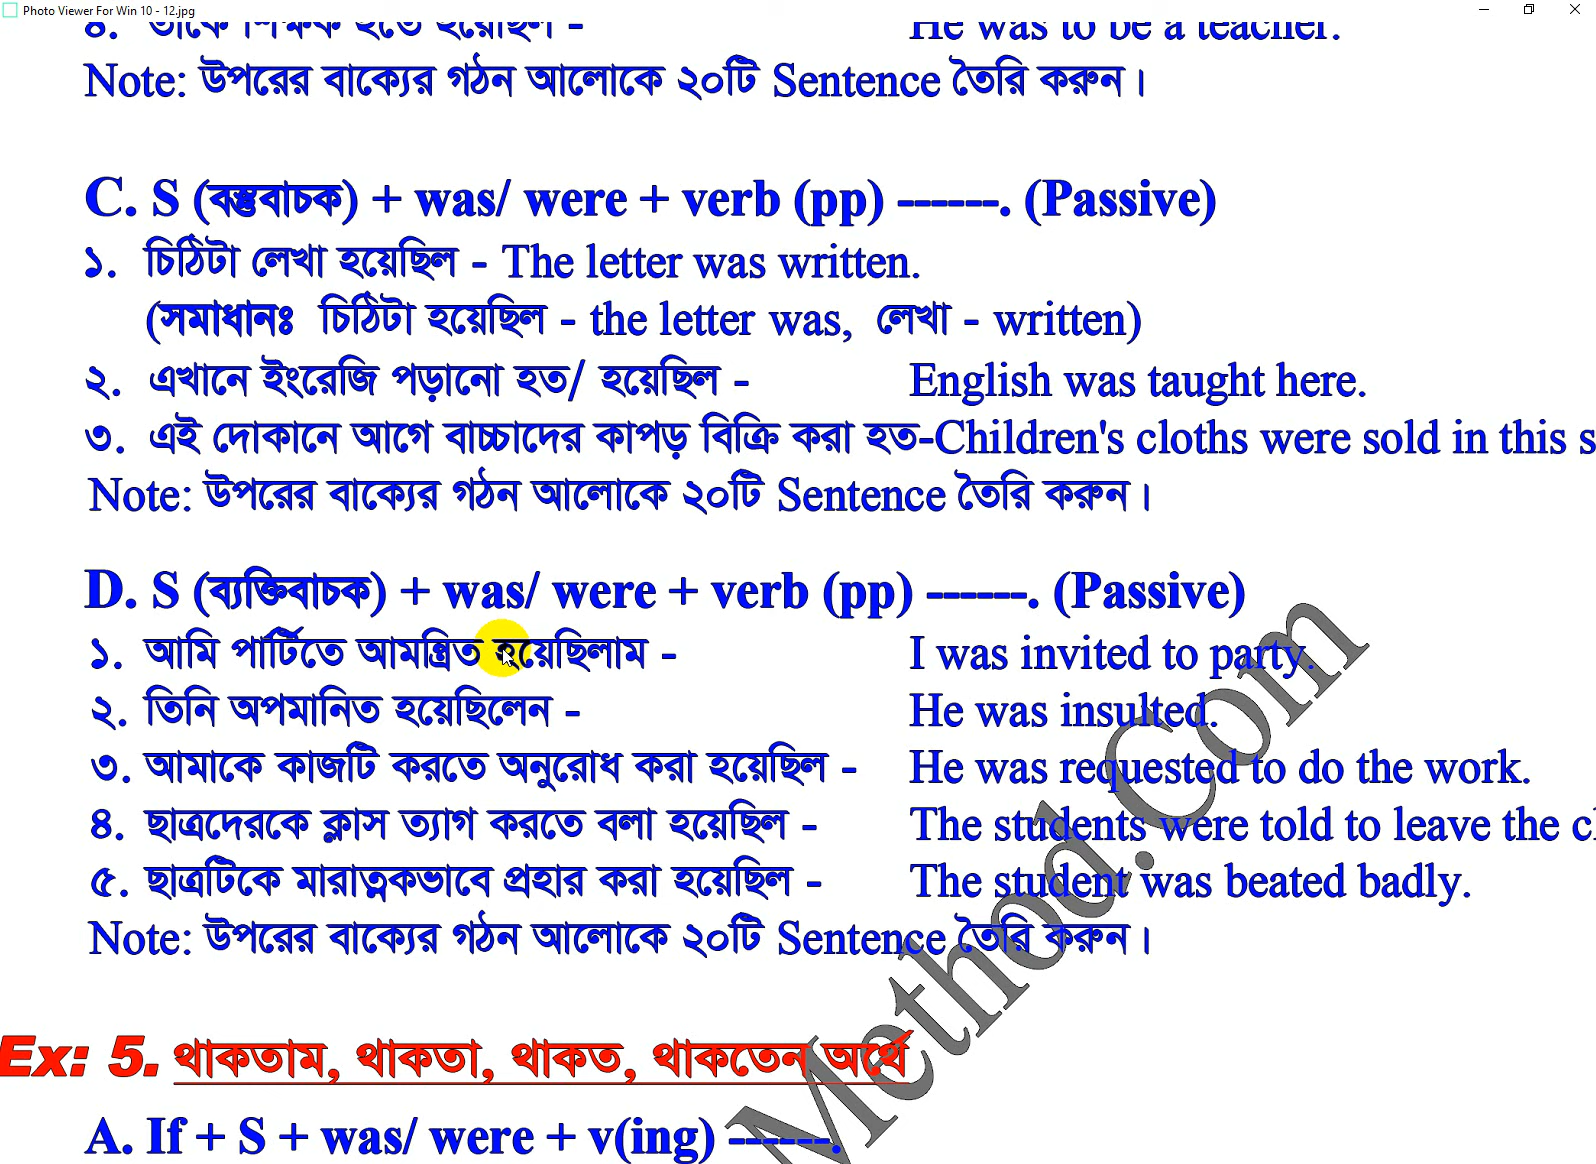 Photo Viewer For Win 10 - 12.jpg
৪. তাকে শিক্ষক হতে হয়েছিল - He was to be a teacher.
Note: উপরের বাক্যের গঠন আলোকে ২০টি Sentence তৈরি করুন।
C. S (বস্তুবাচক) + was/ were + verb (pp) ------. (Passive)
১. চিঠিটা লেখা হয়েছিল - The letter was written.
(সমাধানঃ চিঠিটা হয়েছিল - the letter was, লেখা - written)
২. এখানে ইংরেজি পড়ানো হত/ হয়েছিল - English was taught here.
৩. এই দোকানে আগে বাচ্চাদের কাপড় বিক্রি করা হত-Children's cloths were sold in this s
Note: উপরের বাক্যের গঠন আলোকে ২০টি Sentence তৈরি করুন।
D. S (ব্যক্তিবাচক) + was/ were + verb (pp) ------. (Passive)
১. আমি পার্টিতে আমন্ত্রিত হয়েছিলাম - I was invited to party.
২. তিনি অপমানিত হয়েছিলেন - He was insulted.
৩. আমাকে কাজটি করতে অনুরোধ করা হয়েছিল - He was requested to do the work.
৪. ছাত্রদেরকে ক্লাস ত্যাগ করতে বলা হয়েছিল - The students were told to leave the cl
৫. ছাত্রটিকে মারাত্নকভাবে প্রহার করা হয়েছিল - The student was beated badly.
Note: উপরের বাক্যের গঠন আলোকে ২০টি Sentence তৈরি করুন।
Ex: 5. থাকতাম, থাকতা, থাকত, থাকতেন অর্থে
A. If + S + was/ were + v(ing) ------.
Method.Com